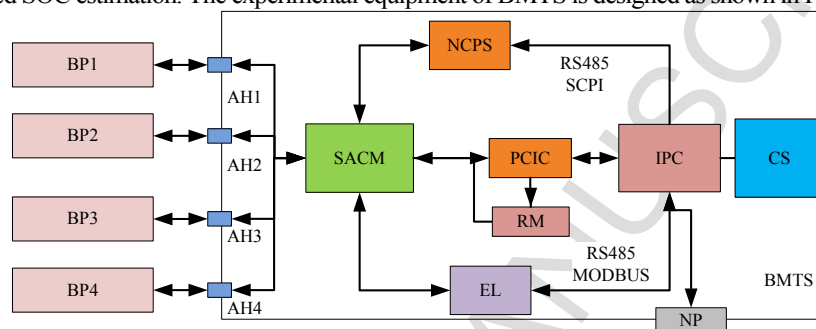 ed SOC estimation. The experimental equipment of BMTS is designed as shown in
BP1
BP2
BP3
BP4
AH1
AH2
AH3
AH4
SACM
NCPS
RS485
SCPI
PCIC
RM
IPC
CS
RS485
MODBUS
EL
NP
BMTS